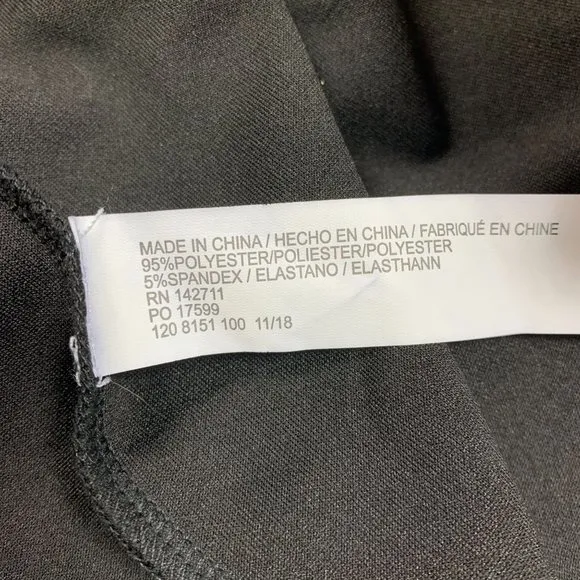 MADE IN CHINA / HECHO EN CHINA / FABRIQUÉ EN CHINE
95%POLYESTER/POLIESTER/POLYESTER
5%SPANDEX / ELASTANO / ELASTHANN
RN 142711
PO 17599
120 8151 100 11/18